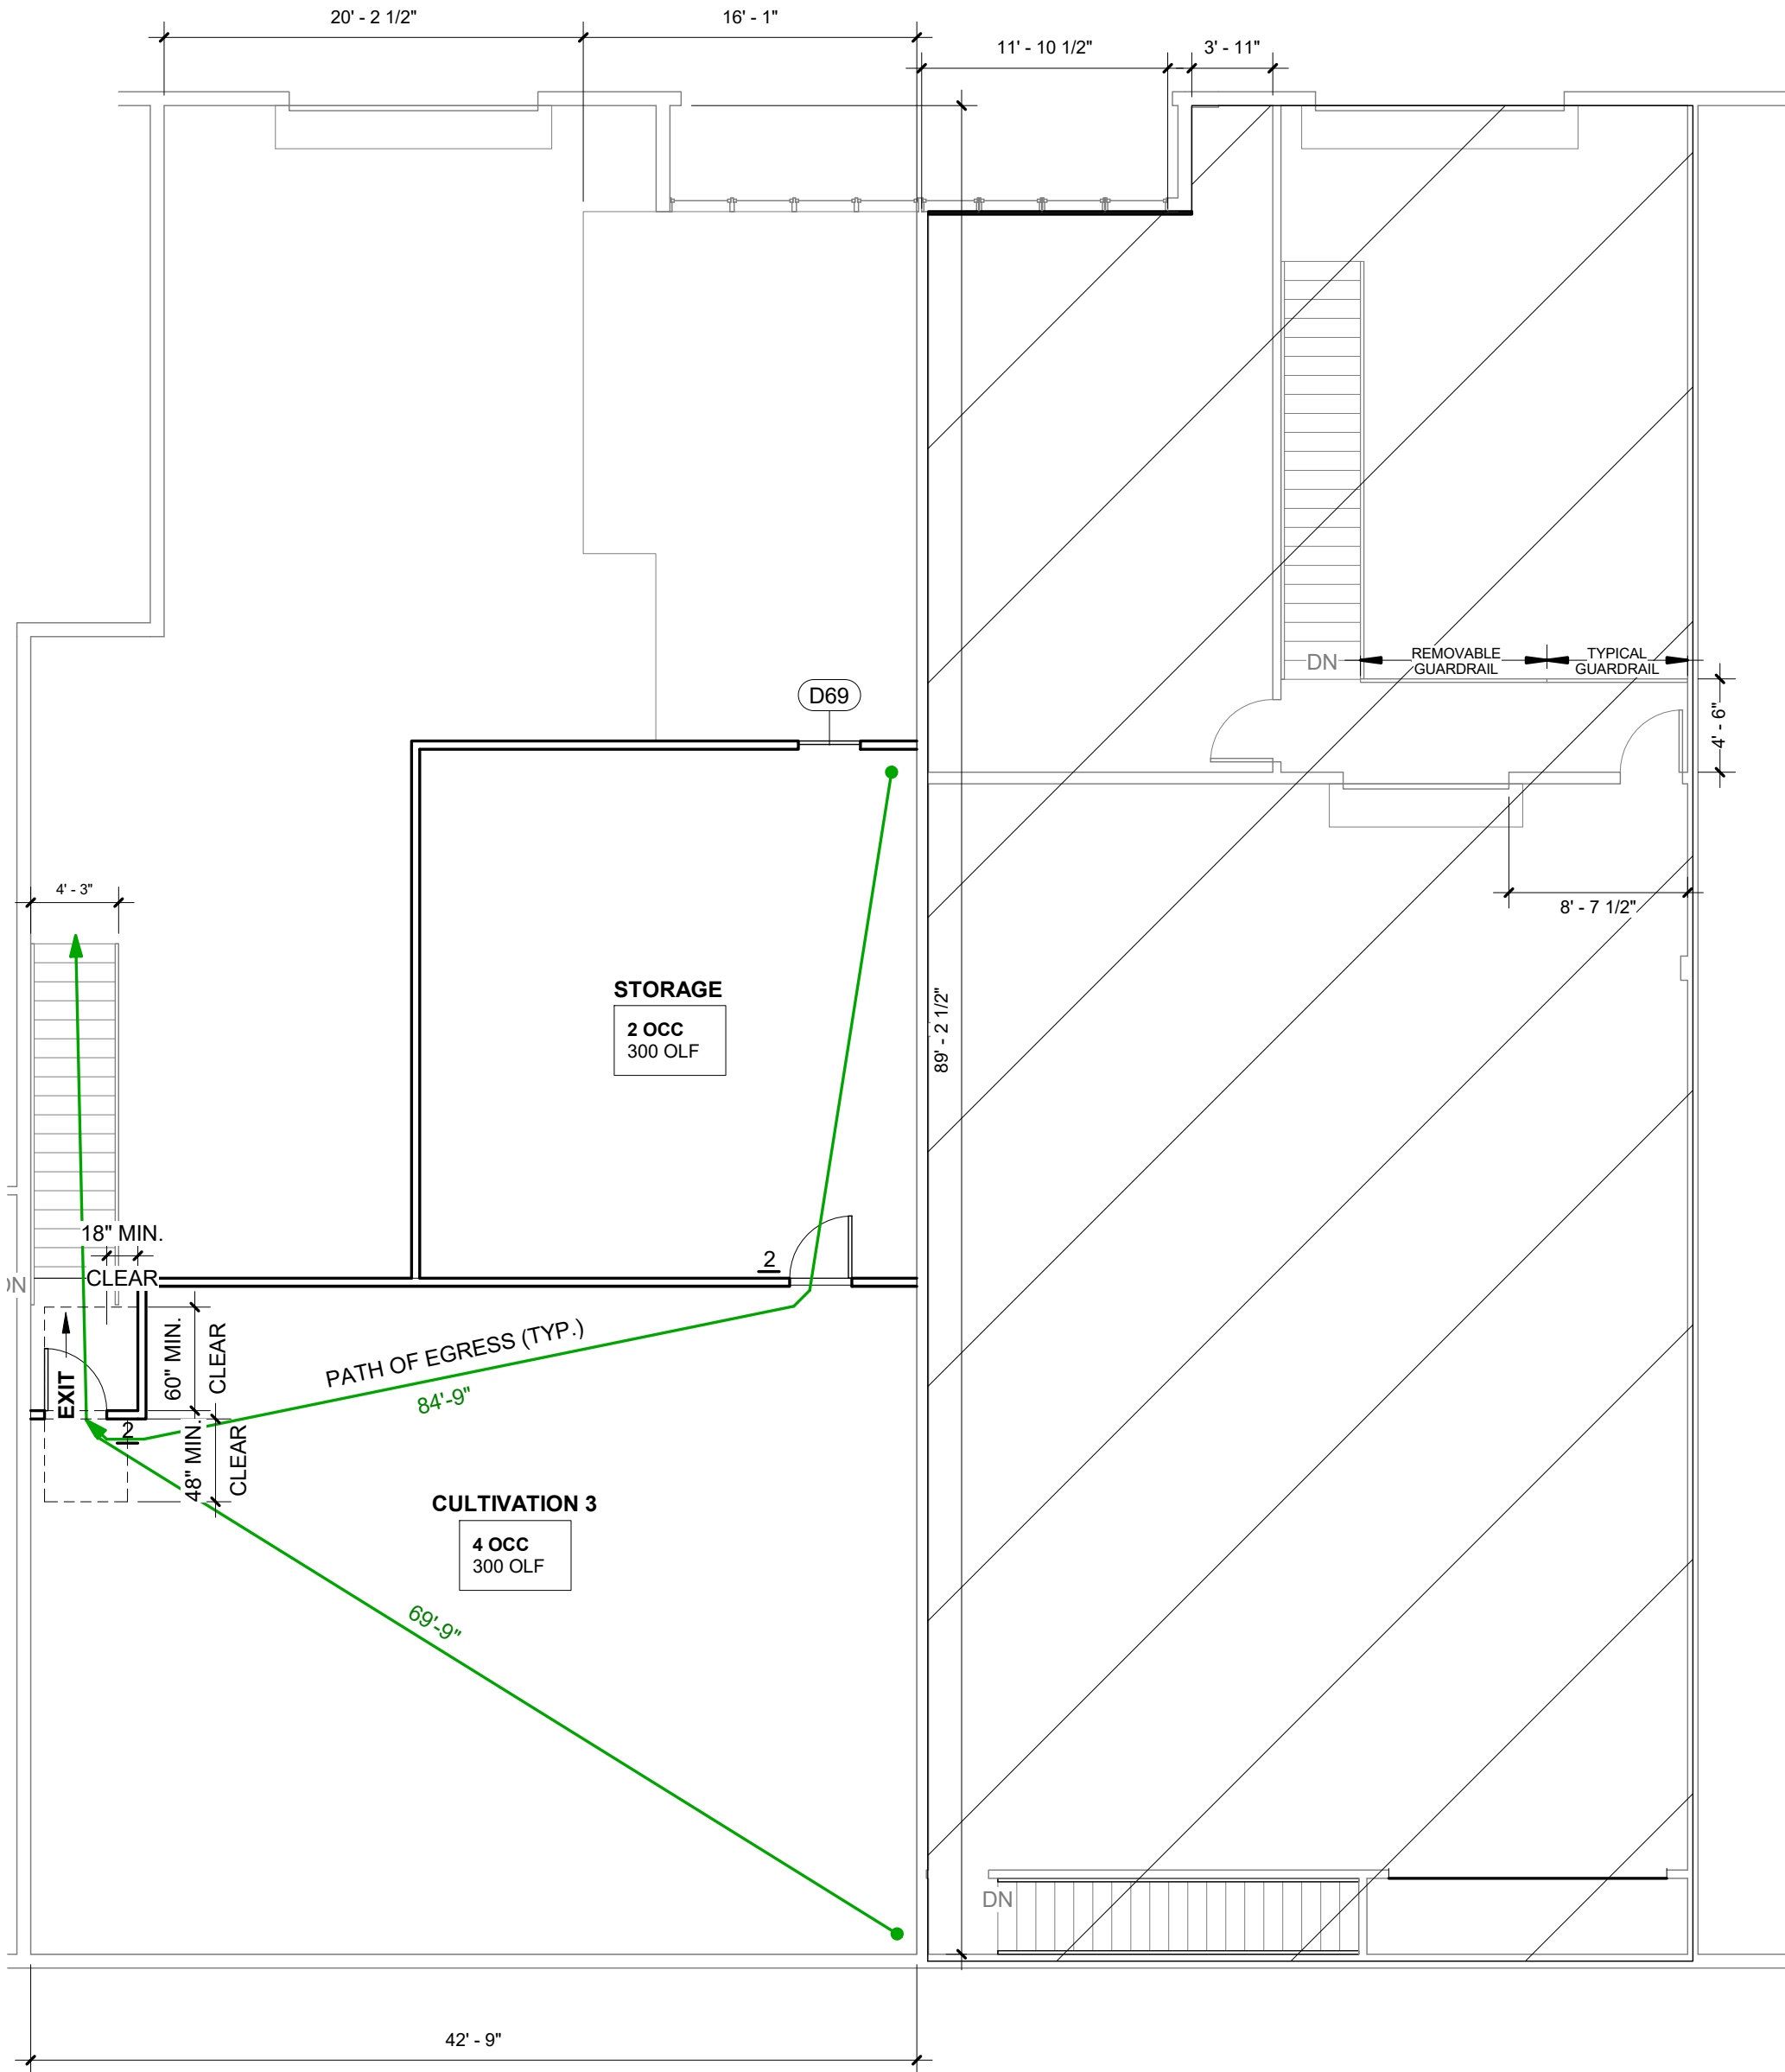 20' - 2 1/2"
16' - 1"
11' - 10 1/2"
3' - 11"
DN
REMOVABLE
GUARDRAIL
TYPICAL
GUARDRAIL
D69
4' - 6"
4' - 3"
8' - 7 1/2"
STORAGE
2 OCC
300 OLF
89' - 2 1/2"
18" MIN.
CLEAR
2
60" MIN.
CLEAR
EXIT
PATH OF EGRESS (TYP.)
84'-9"
2
48" MIN.
CLEAR
CULTIVATION 3
4 OCC
300 OLF
69'-9"
DN
42' - 9"